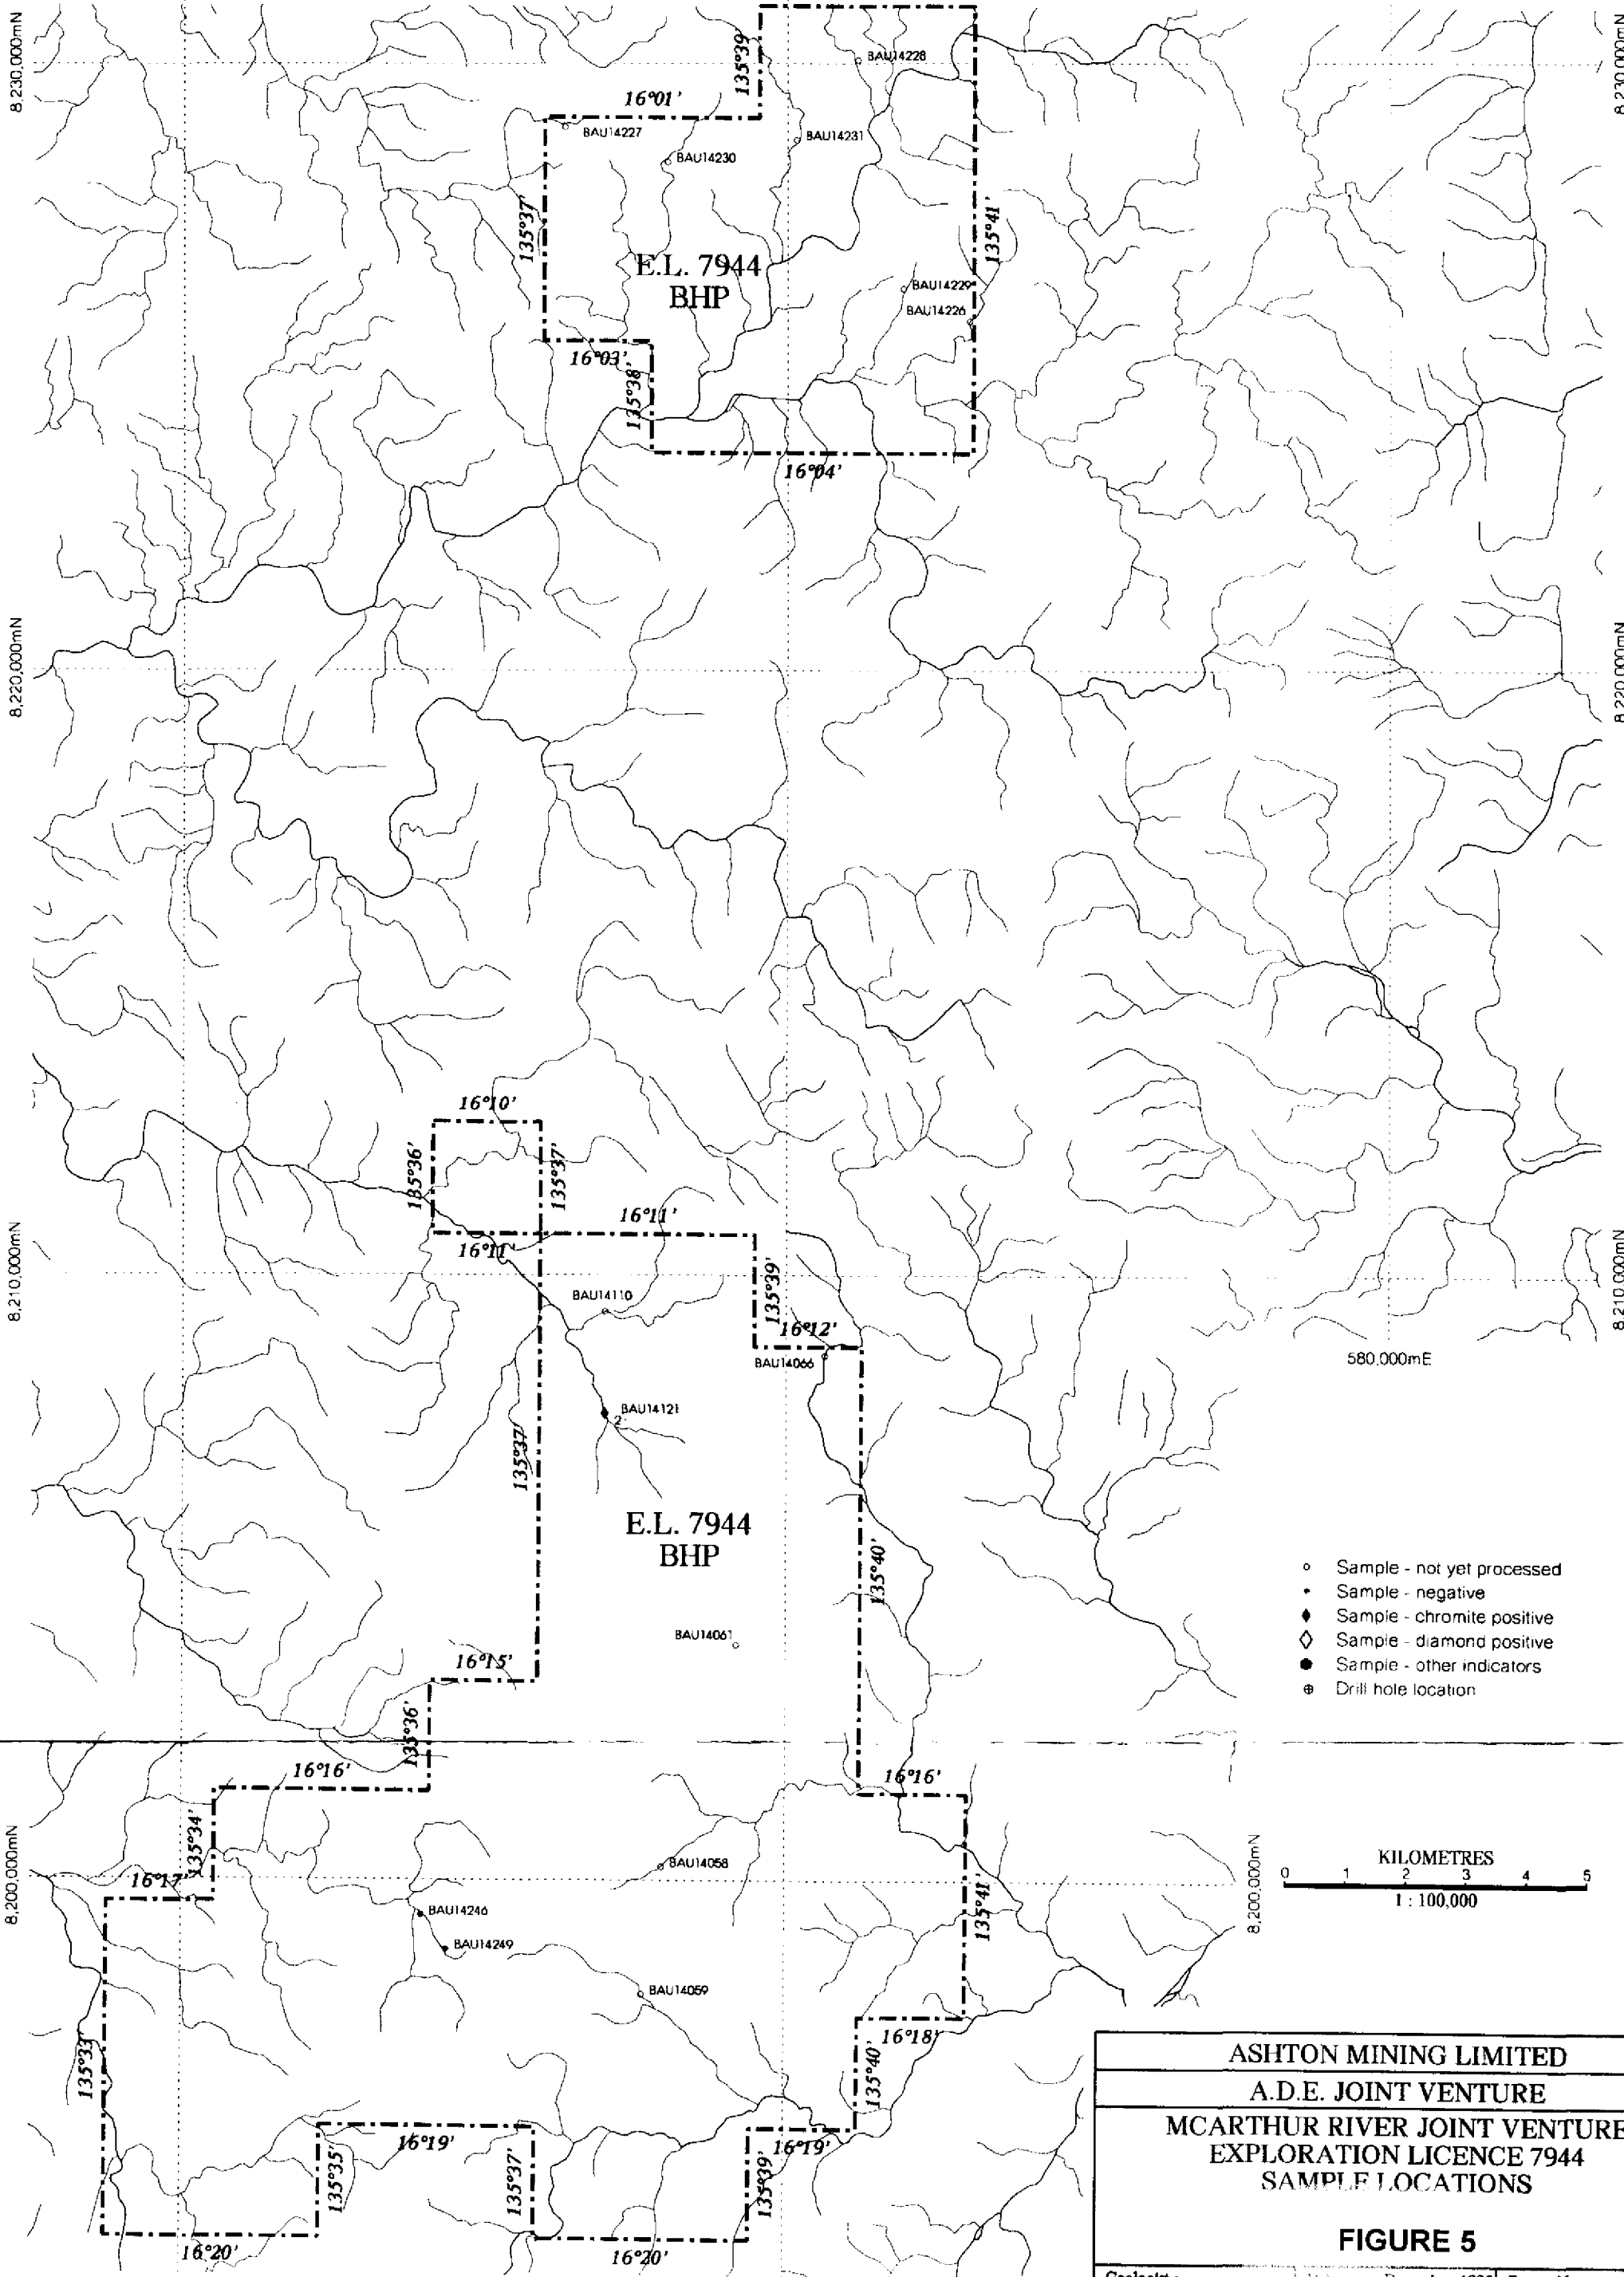 8,230,000mN
8,230,000mN
135°39'
BAU14228
16°01'
BAU14227
BAU14231
BAU14230
135°37'
135°41'
E.L. 7944
BHP
BAU14229
BAU14226
16°03'
135°38'
16°04'
8,220,000mN
8,220,000mN
16°10'
135°36'
135°37'
16°11'
16°11'
8,210,000mN
8,210,000mN
135°39'
BAU14110
16°12'
BAU14066
580,000mE
BAU14121
2
135°37'
E.L. 7944
BHP
135°40'
Sample - not yet processed
Sample - negative
Sample - chromite positive
Sample - diamond positive
Sample - other indicators
Drill hole location
BAU14061
16°15'
135°36'
16°16'
16°16'
135°34'
8,200,000mN
8,200,000mN
BAU14058
KILOMETRES
0 1 2 3 4 5
1 : 100,000
16°17'
BAU14246
135°41'
BAU14249
BAU14059
16°18'
135°33'
135°40'
ASHTON MINING LIMITED
A.D.E. JOINT VENTURE
MCARTHUR RIVER JOINT VENTURE
EXPLORATION LICENCE 7944
SAMPLE LOCATIONS
FIGURE 5
16°19'
16°19'
135°35'
135°37'
135°39'
16°20'
16°20'